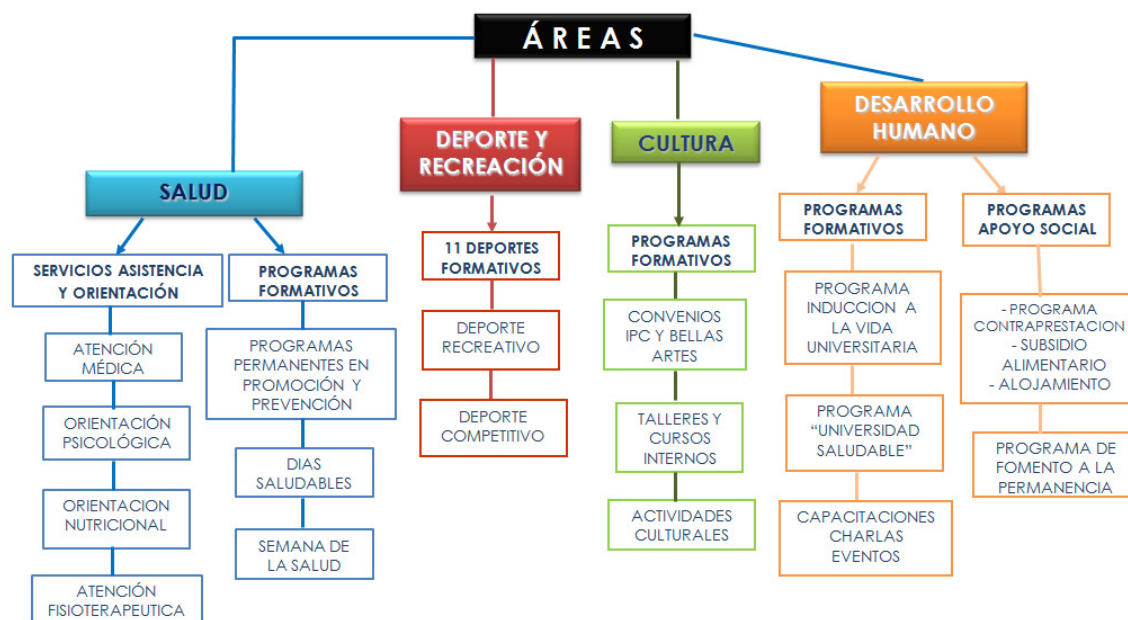 ÁREAS
SALUD
SERVICIOS ASISTENCIA
Y ORIENTACIÓN
ATENCIÓN
MÉDICA
ORIENTACIÓN
PSICOLÓGICA
ORIENTACION
NUTRICIONAL
ATENCIÓN
FISIOTERAPEUTICA
PROGRAMAS
FORMATIVOS
PROGRAMAS
PERMANENTES EN
PROMOCIÓN Y
PREVENCIÓN
DIAS
SALUDABLES
SEMANA DE
LA SALUD
DEPORTE Y
RECREACIÓN
11 DEPORTES
FORMATIVOS
DEPORTE
RECREATIVO
DEPORTE
COMPETITIVO
CULTURA
PROGRAMAS
FORMATIVOS
CONVENIOS
IPC Y BELLAS
ARTES
TALLERES Y
CURSOS
INTERNOS
ACTIVIDADES
CULTURALES
DESARROLLO
HUMANO
PROGRAMAS
FORMATIVOS
PROGRAMA
INDUCCION A
LA VIDA
UNIVERSITARIA
PROGRAMA
“UNIVERSIDAD
SALUDABLE”
CAPACITACIONES
CHARLAS
EVENTOS
PROGRAMAS
APOYO SOCIAL
- PROGRAMA
CONTRAPRESTACION
- SUBSIDIO
ALIMENTARIO
- ALOJAMIENTO
PROGRAMA DE
FOMENTO A LA
PERMANENCIA